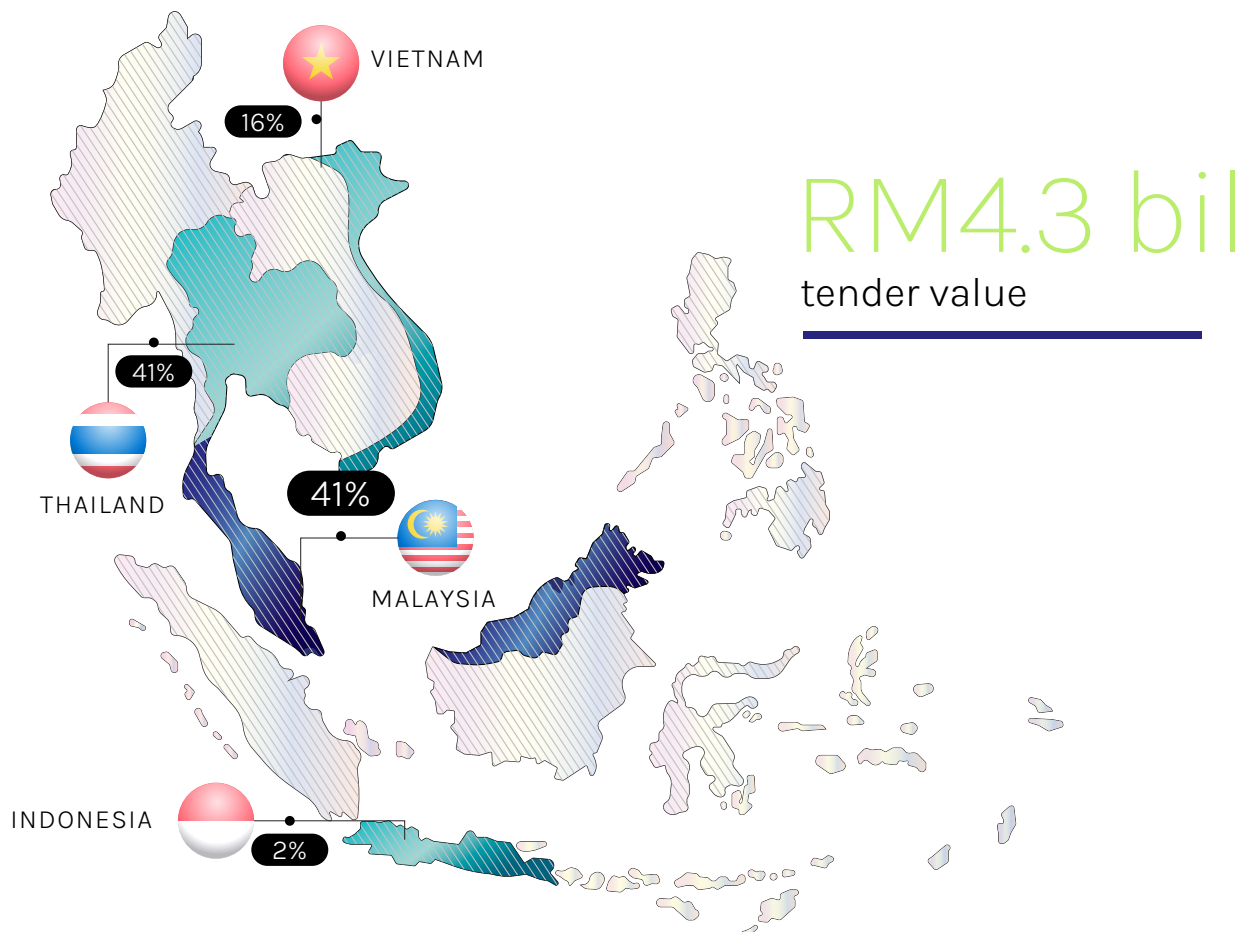 VIETNAM
16%
RM4.3 bil
tender value
41%
THAILAND
41%
MALAYSIA
INDONESIA
2%